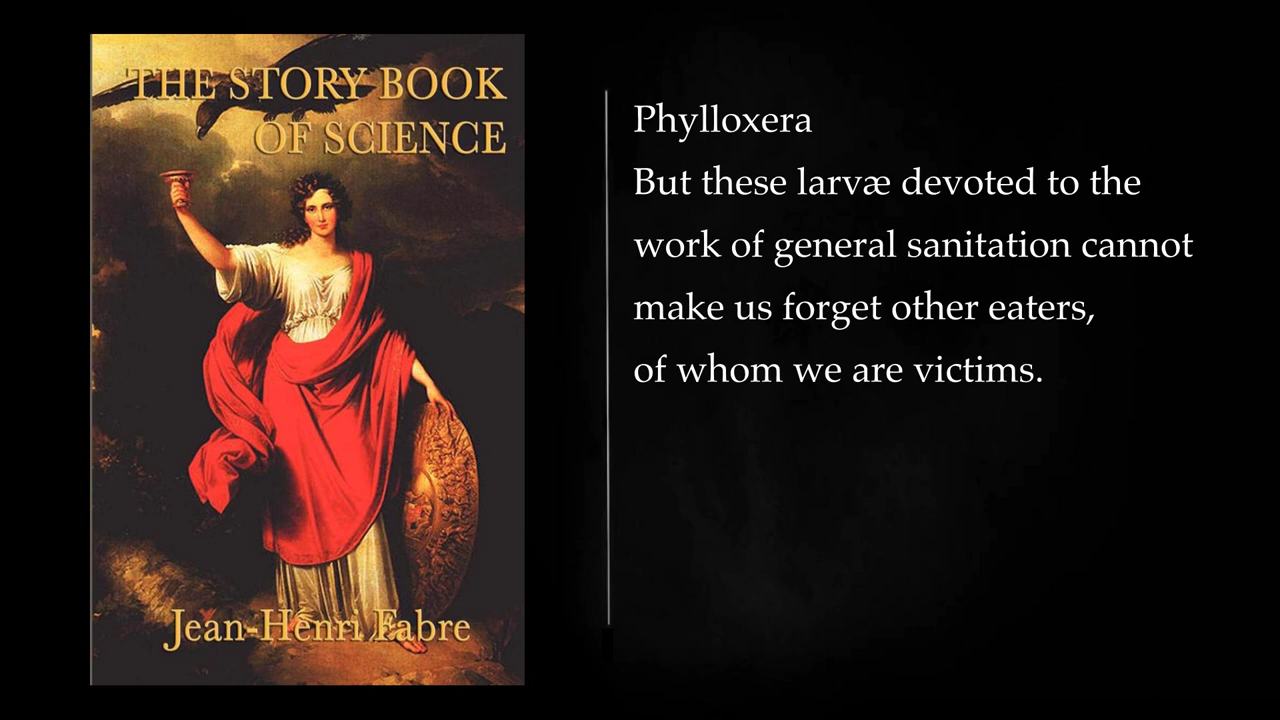 THE STORY BOOK
OF SCIENCE
Jean-Henri Fabre
Phylloxera
But these larvæ devoted to the
work of general sanitation cannot
make us forget other eaters,
of whom we are victims.